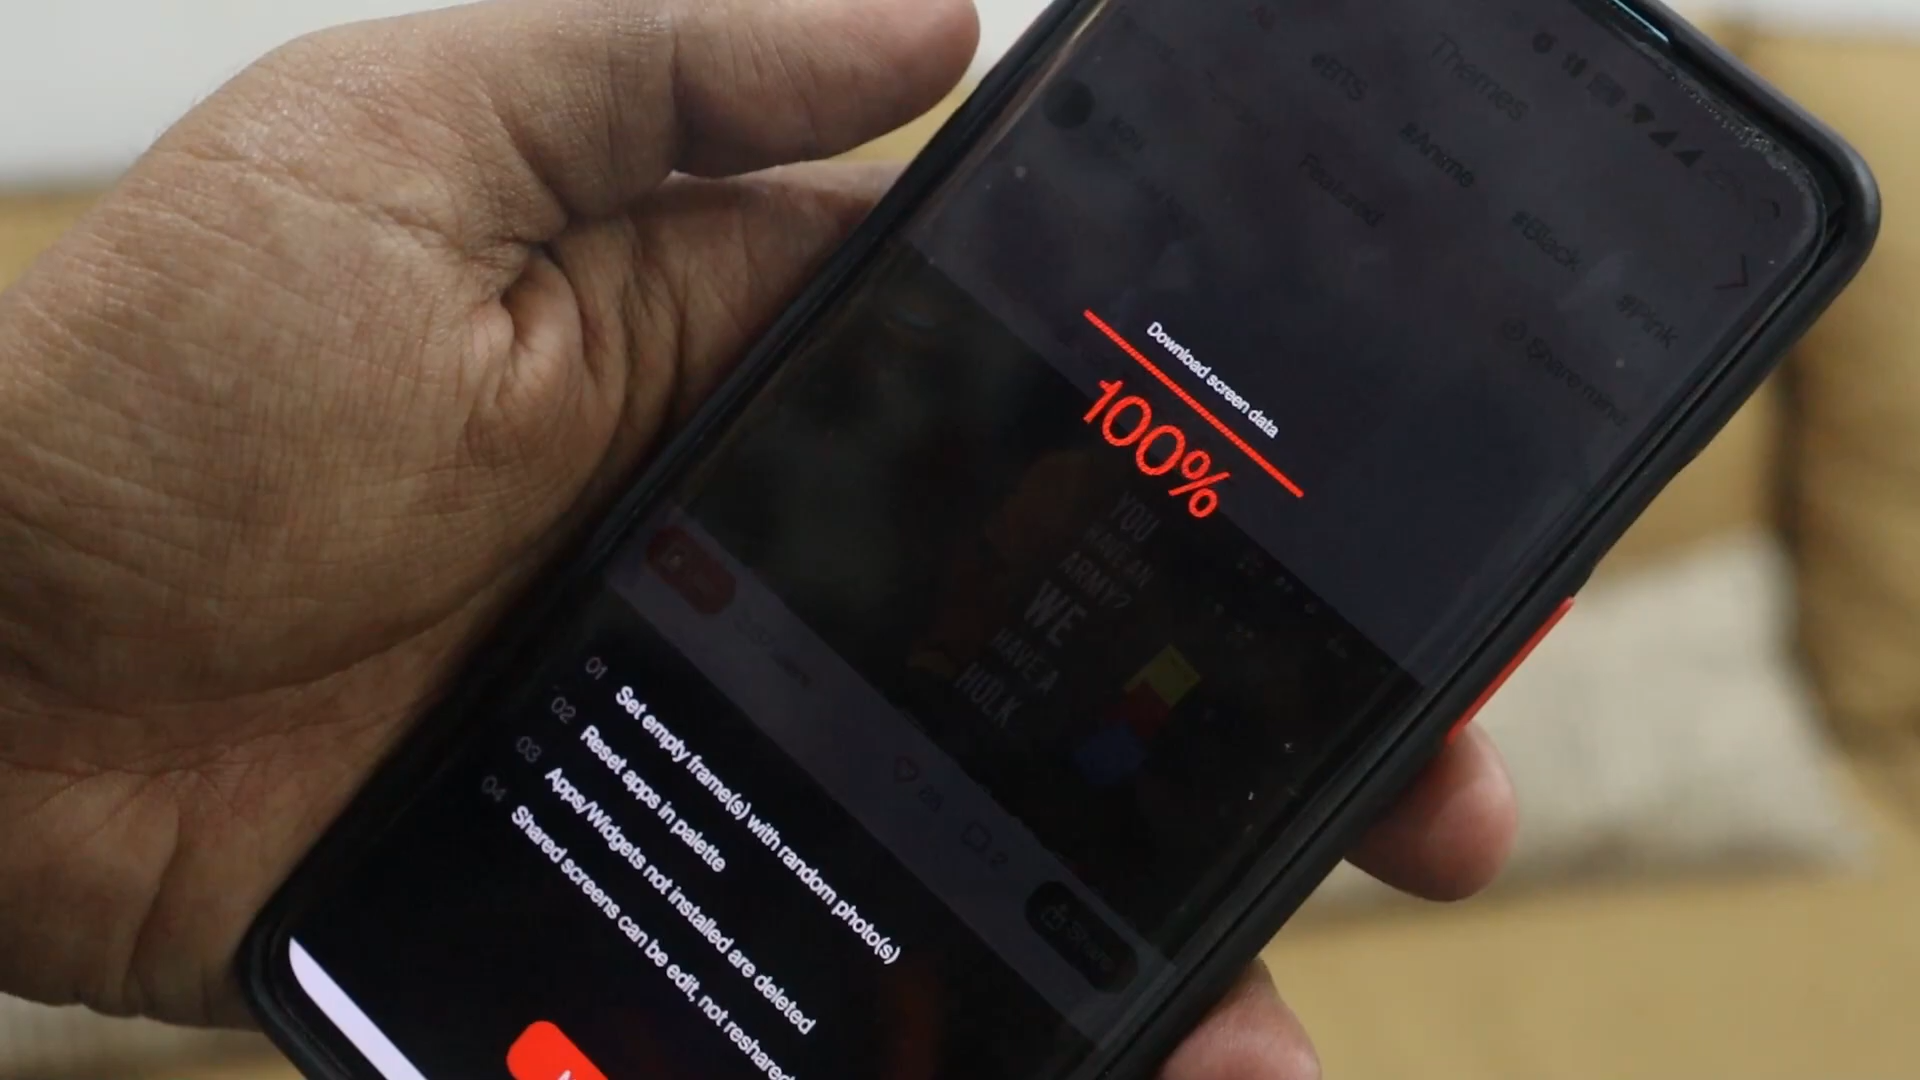 Themes
#Bts
#Anime
#Black
#Pink
Featured
Download screen data
100%
YOU
HAVE AN
ARMY?
WE
HAVE A
HULK
2
Share
01 Set empty frame(s) with random photo(s)
02 Reset apps in palette
03 Apps/Widgets not installed are deleted
04 Shared screens can be edit, not reshared